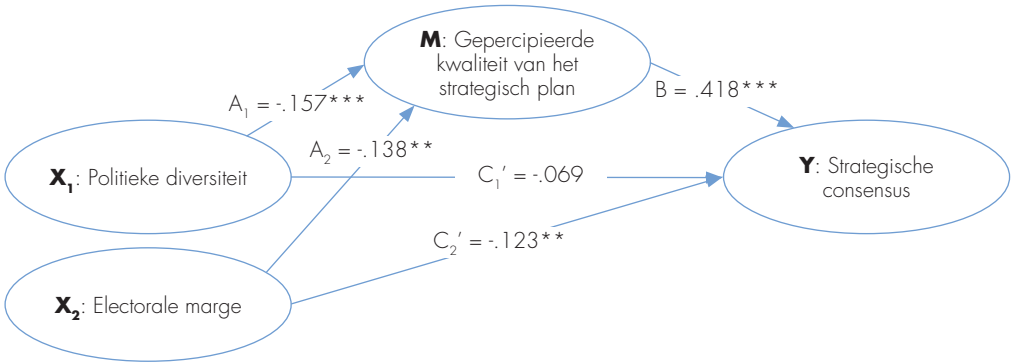 M: Gepercipieerde
kwaliteit van het
strategisch plan
A₁ = -.157***
B = .418***
A₂ = -.138**
X₁: Politieke diversiteit
C₁' = -.069
Y: Strategische
consensus
C₂' = -.123**
X₂: Electorale marge